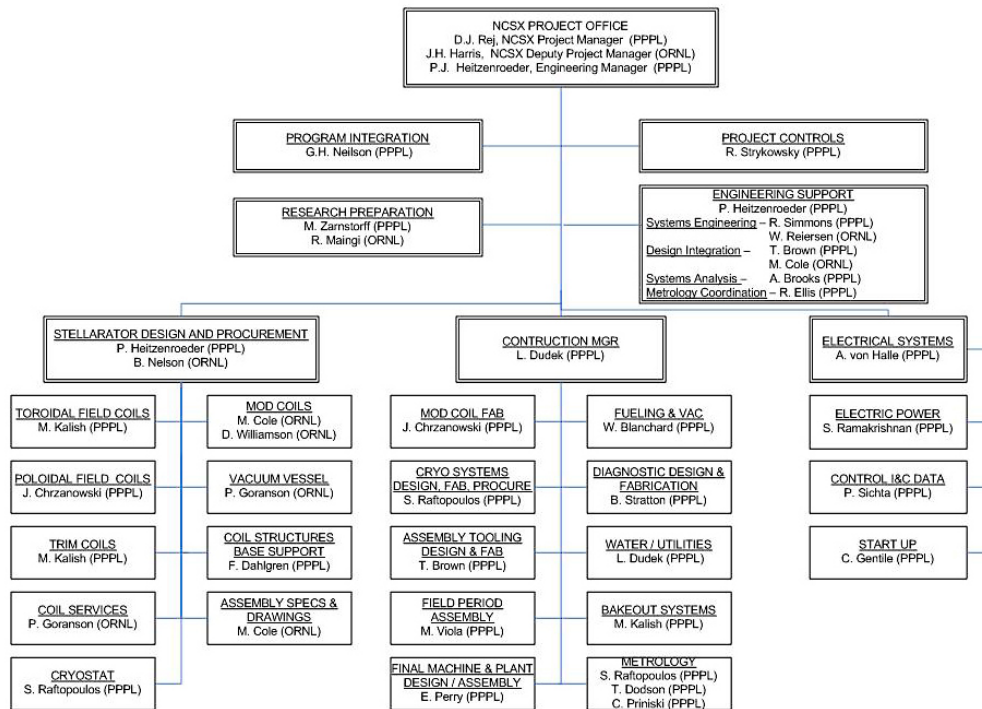 NCSX PROJECT OFFICE
D.J. Rej, NCSX Project Manager (PPPL)
J.H. Harris, NCSX Deputy Project Manager (ORNL)
P.J. Heitzenroeder, Engineering Manager (PPPL)
PROGRAM INTEGRATION
G.H. Neilson (PPPL)
PROJECT CONTROLS
R. Strykowsky (PPPL)
RESEARCH PREPARATION
M. Zarnstorff (PPPL)
R. Maingi (ORNL)
ENGINEERING SUPPORT
P. Heitzenroeder (PPPL)
Systems Engineering – R. Simmons (PPPL)
W. Reiersen (ORNL)
Design Integration – T. Brown (PPPL)
M. Cole (ORNL)
Systems Analysis – A. Brooks (PPPL)
Metrology Coordination – R. Ellis (PPPL)
STELLARATOR DESIGN AND PROCUREMENT
P. Heitzenroeder (PPPL)
B. Nelson (ORNL)
CONTRUCTION MGR
L. Dudek (PPPL)
ELECTRICAL SYSTEMS
A. von Halle (PPPL)
TOROIDAL FIELD COILS
M. Kalish (PPPL)
MOD COILS
M. Cole (ORNL)
D. Williamson (ORNL)
MOD COIL FAB
J. Chrzanowski (PPPL)
FUELING & VAC
W. Blanchard (PPPL)
ELECTRIC POWER
S. Ramakrishnan (PPPL)
POLOIDAL FIELD COILS
J. Chrzanowski (PPPL)
VACUUM VESSEL
P. Goranson (ORNL)
CRYO SYSTEMS
DESIGN, FAB, PROCURE
S. Raftopoulos (PPPL)
DIAGNOSTIC DESIGN &
FABRICATION
B. Stratton (PPPL)
CONTROL I&C DATA
P. Sichta (PPPL)
TRIM COILS
M. Kalish (PPPL)
COIL STRUCTURES
BASE SUPPORT
F. Dahlgren (PPPL)
ASSEMBLY TOOLING
DESIGN & FAB
T. Brown (PPPL)
WATER / UTILITIES
L. Dudek (PPPL)
START UP
C. Gentile (PPPL)
COIL SERVICES
P. Goranson (ORNL)
ASSEMBLY SPECS &
DRAWINGS
M. Cole (ORNL)
FIELD PERIOD
ASSEMBLY
M. Viola (PPPL)
BAKEOUT SYSTEMS
M. Kalish (PPPL)
CRYOSTAT
S. Raftopoulos (PPPL)
FINAL MACHINE & PLANT
DESIGN / ASSEMBLY
E. Perry (PPPL)
METROLOGY
S. Raftopoulos (PPPL)
T. Dodson (PPPL)
C. Priniski (PPPL)